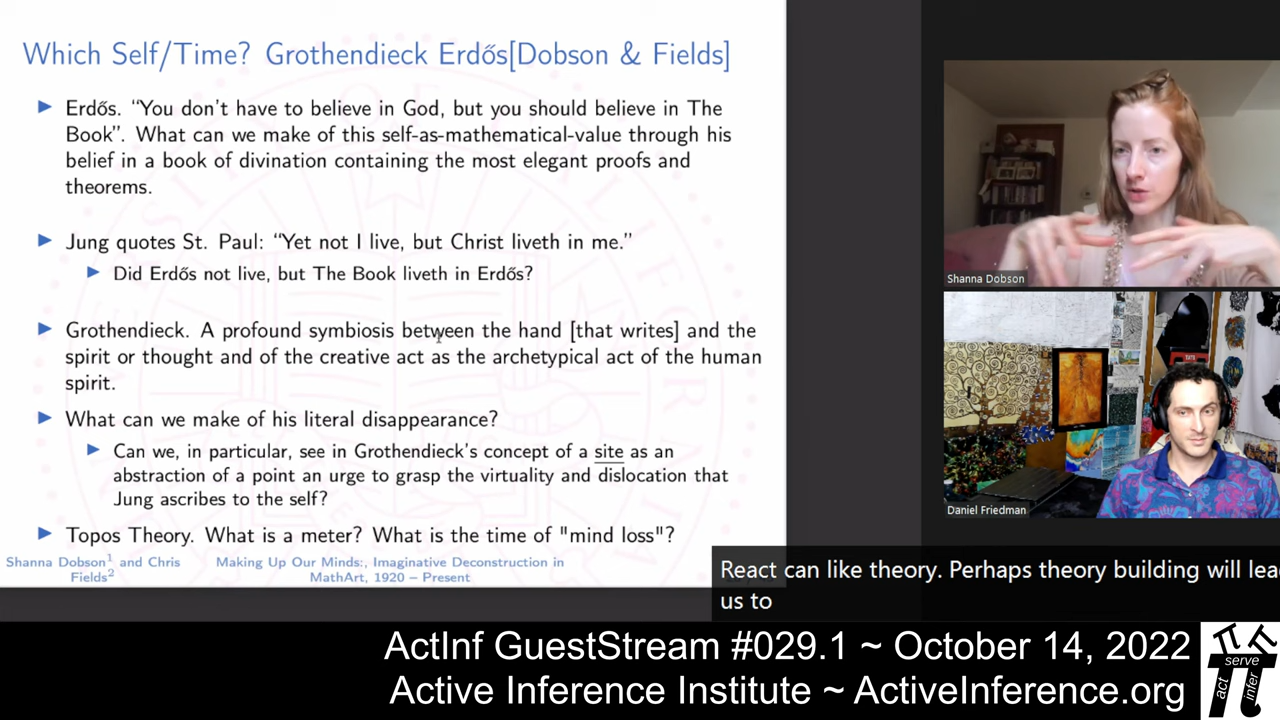 Which Self/Time? Grothendieck Erdős[Dobson & Fields]
Erdős. “You don’t have to believe in God, but you should believe in The
Book”. What can we make of this self-as-mathematical-value through his
belief in a book of divination containing the most elegant proofs and
theorems.
Jung quotes St. Paul: “Yet not I live, but Christ liveth in me.”
Did Erdős not live, but The Book liveth in Erdős?
Grothendieck. A profound symbiosis between the hand [that writes] and the
spirit or thought and of the creative act as the archetypical act of the human
spirit.
What can we make of his literal disappearance?
Can we, in particular, see in Grothendieck’s concept of a site as an
abstraction of a point an urge to grasp the virtuality and dislocation that
Jung ascribes to the self?
Topos Theory. What is a meter? What is the time of "mind loss"?
Shanna Dobson¹ and Chris
Fields²
Making Up Our Minds:, Imaginative Deconstruction in
MathArt, 1920 – Present
Shanna Dobson
Daniel Friedman
React can like theory. Perhaps theory building will lea
us to
ActInf GuestStream #029.1 ~ October 14, 2022
Active Inference Institute ~ ActiveInference.org
serve
act
infer